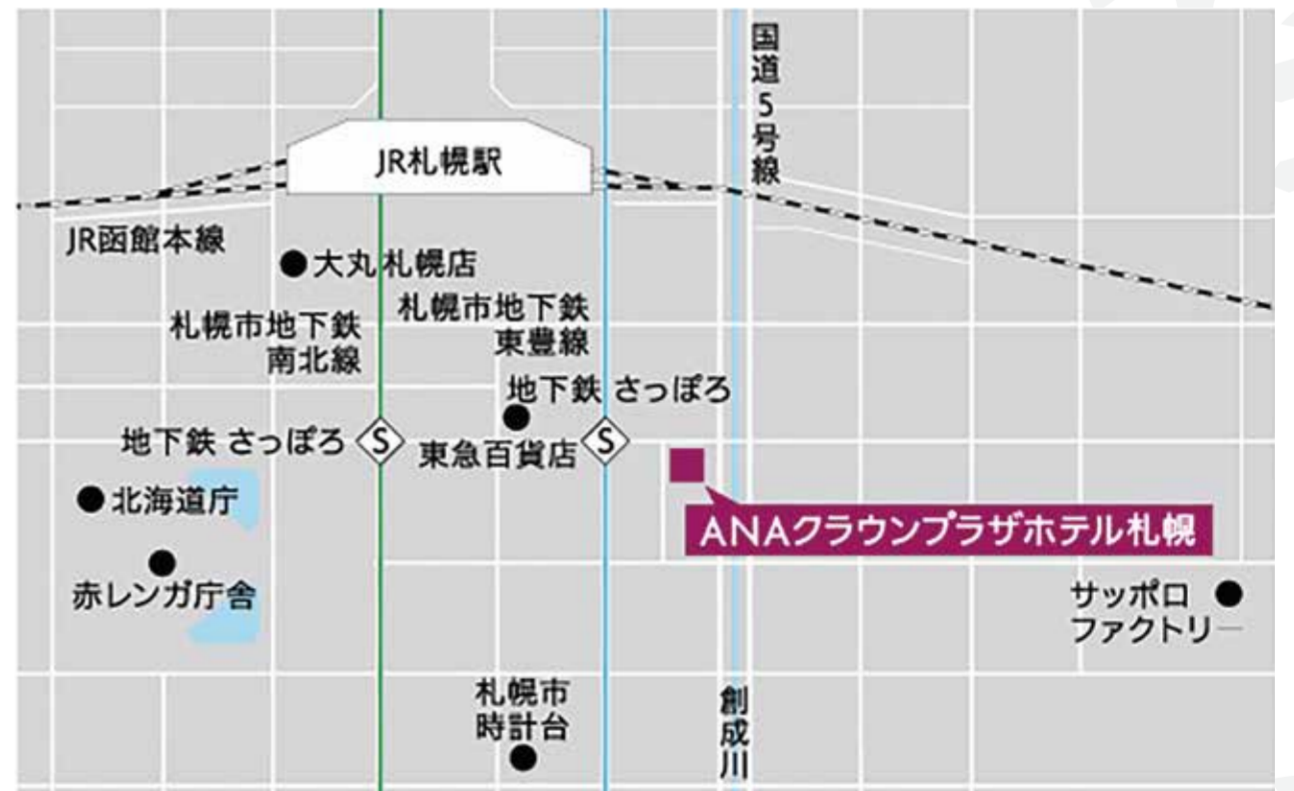 国道5号線
JR札幌駅
JR函館本線
大丸札幌店
札幌市地下鉄
東豊線
札幌市地下鉄
南北線
地下鉄 さっぽろ
地下鉄 さっぽろ
S
東急百貨店
S
北海道庁
ANAクラウンプラザホテル札幌
赤レンガ庁舎
サッポロ
ファクトリー
札幌市
時計台
創成川